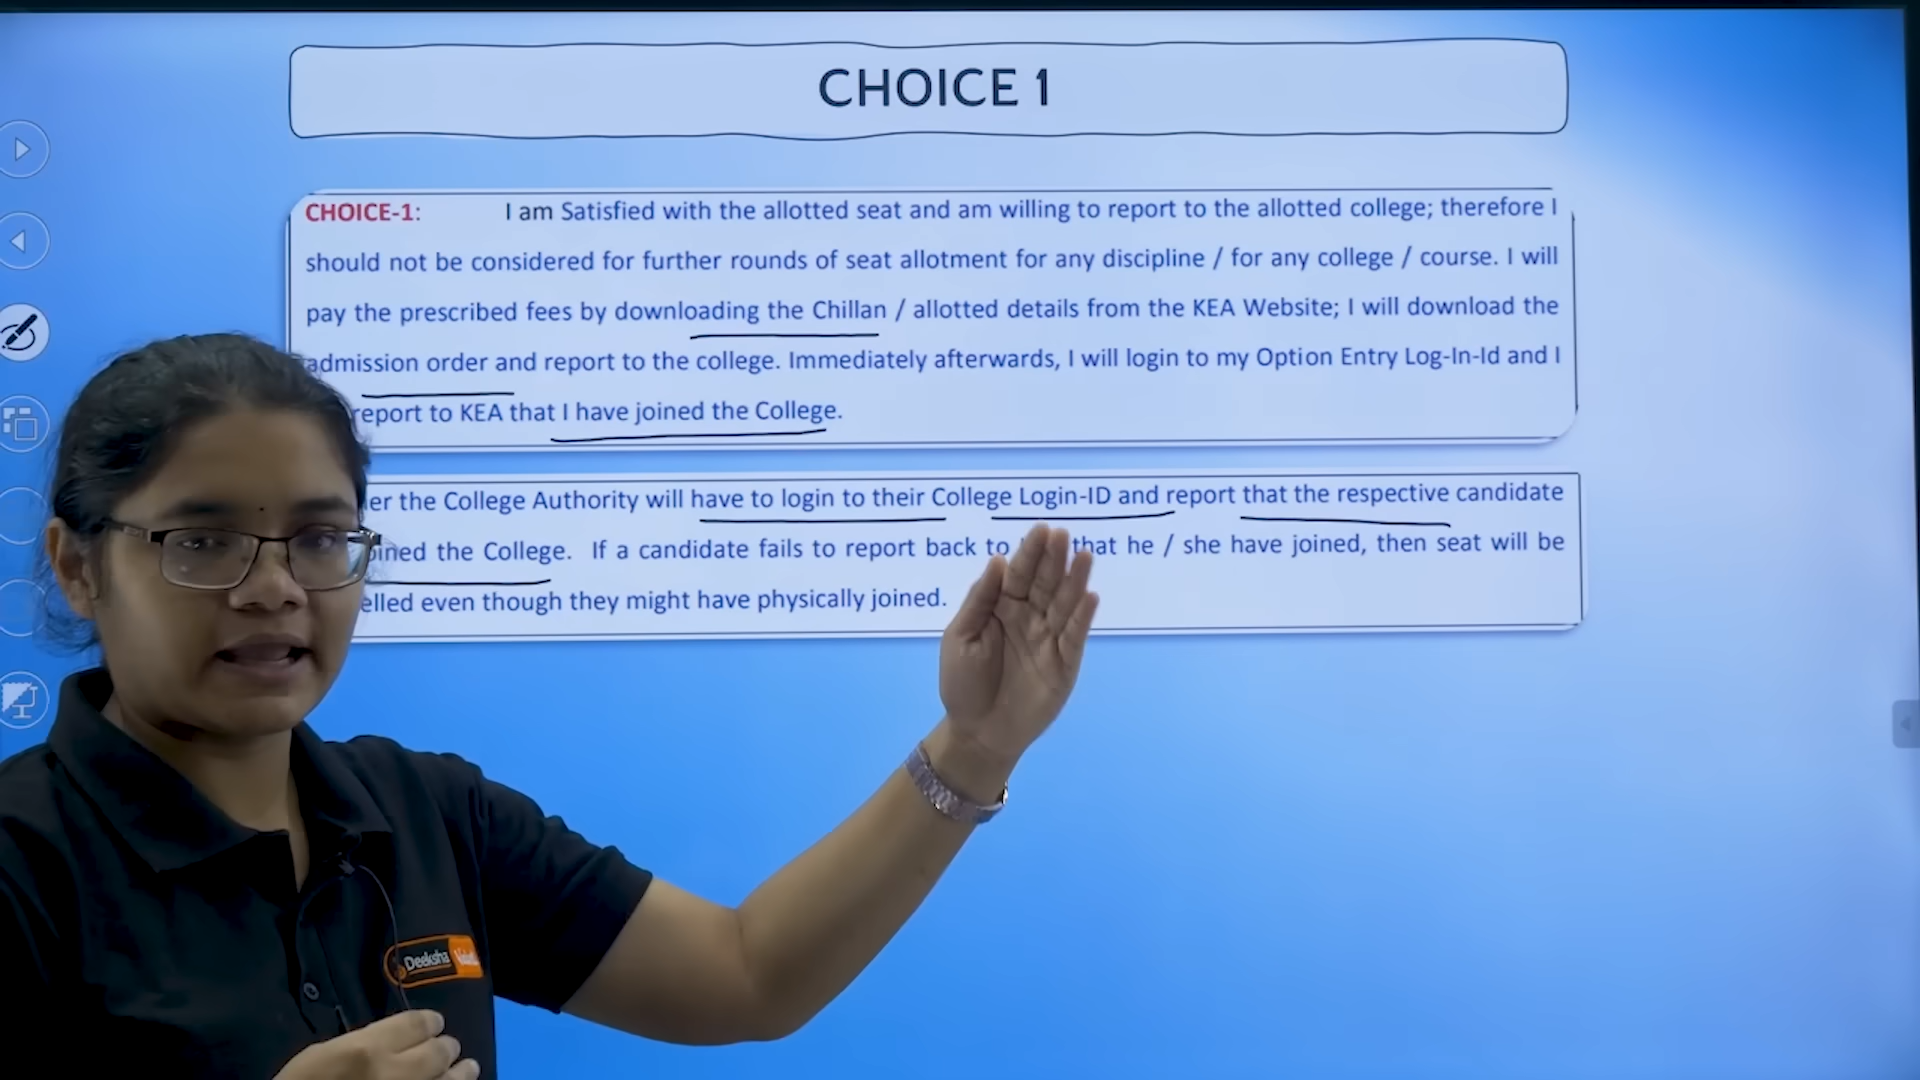 CHOICE 1
CHOICE-1: I am Satisfied with the allotted seat and am willing to report to the allotted college; therefore I
should not be considered for further rounds of seat allotment for any discipline / for any college / course. I will
pay the prescribed fees by downloading the Chillan / allotted details from the KEA Website; I will download the
admission order and report to the college. Immediately afterwards, I will login to my Option Entry Log-In-Id and I
report to KEA that I have joined the College.
er the College Authority will have to login to their College Login-ID and report that the respective candidate
ined the College. If a candidate fails to report back to that he / she have joined, then seat will be
elled even though they might have physically joined.
Deeksha